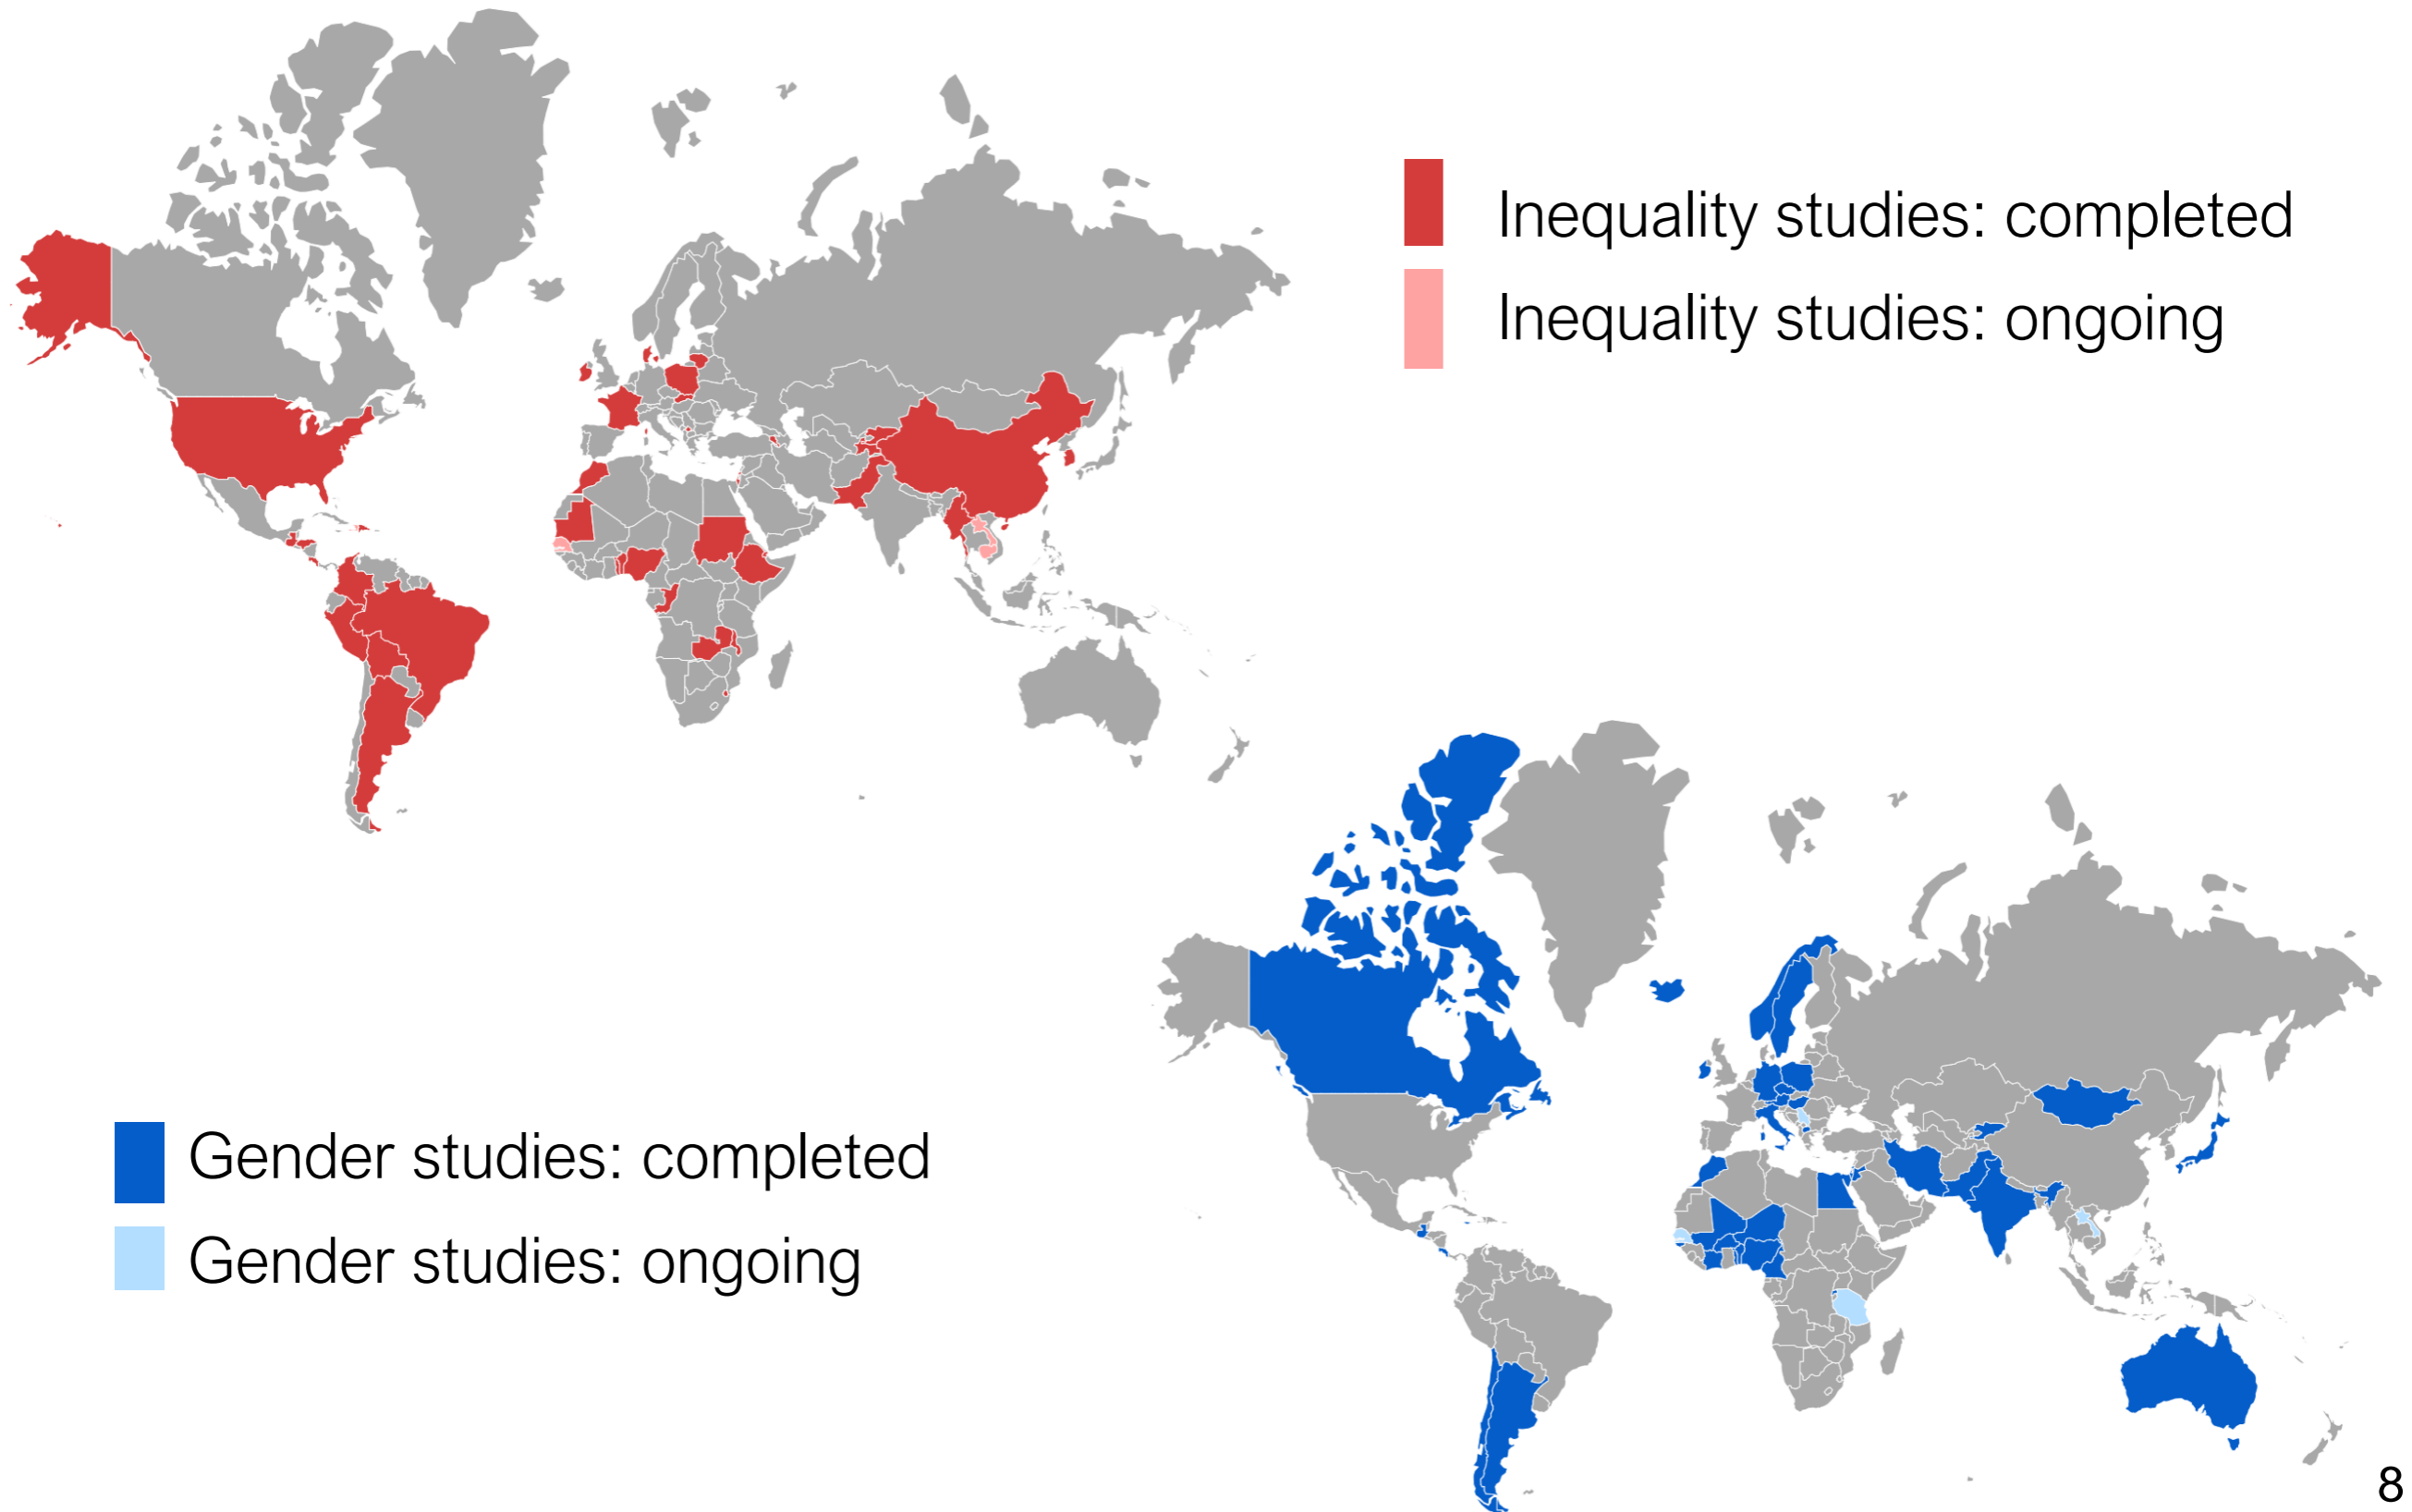 Inequality studies: completed
Inequality studies: ongoing
Gender studies: completed
Gender studies: ongoing
8